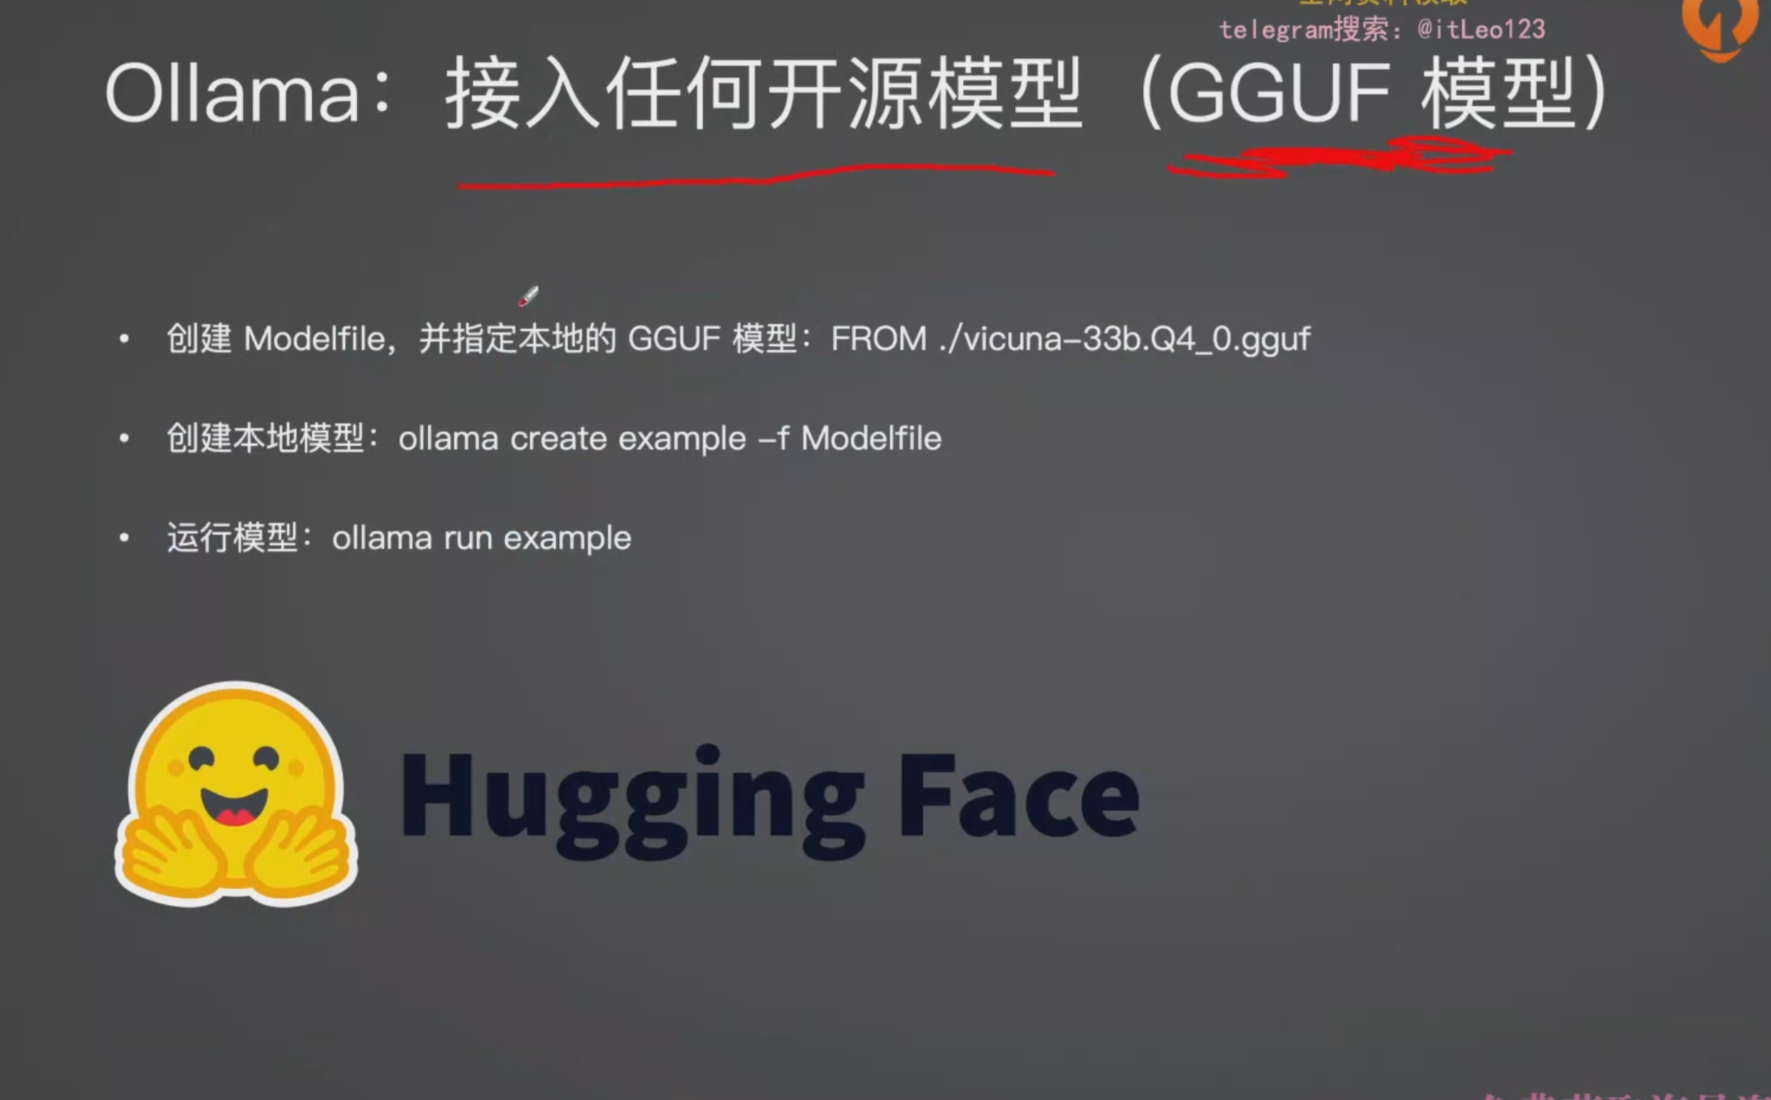 telegram搜索：@itLeo123
Ollama：接入任何开源模型（GGUF 模型）
• 创建 Modelfile，并指定本地的 GGUF 模型：FROM ./vicuna-33b.Q4_0.gguf
• 创建本地模型：ollama create example -f Modelfile
• 运行模型：ollama run example
Hugging Face